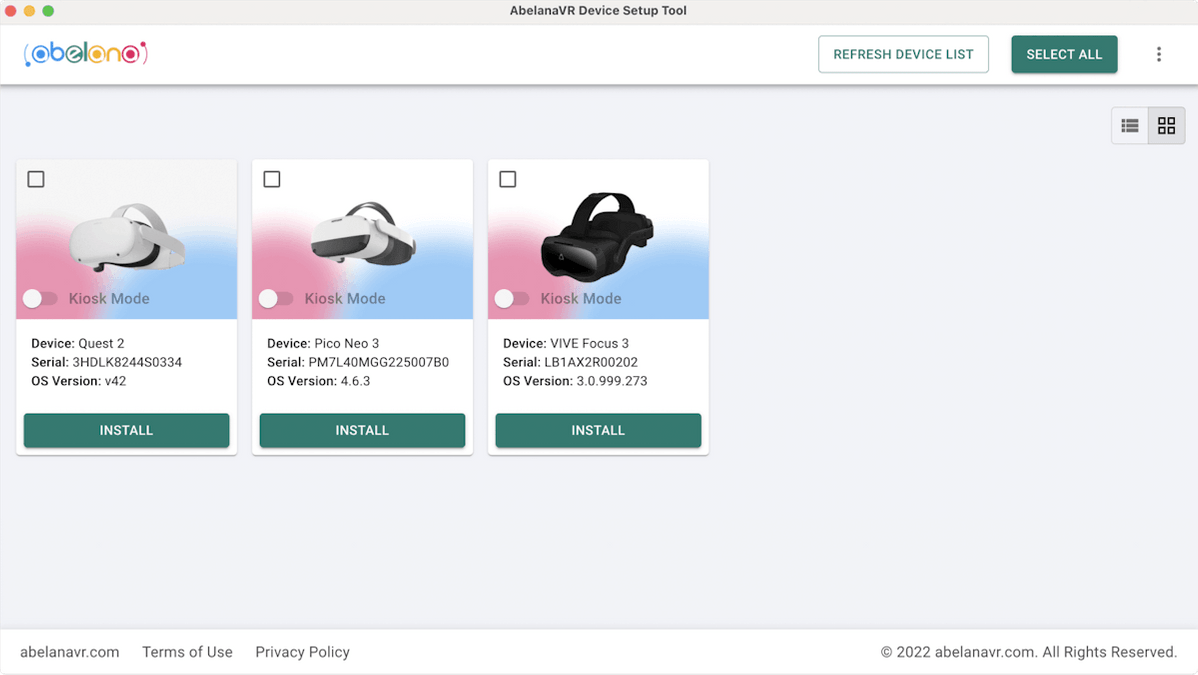 AbelanaVR Device Setup Tool
abelana
REFRESH DEVICE LIST
SELECT ALL
Kiosk Mode
Device: Quest 2
Serial: 3HDLK8244S0334
OS Version: v42
INSTALL
Kiosk Mode
Device: Pico Neo 3
Serial: PM7L40MGG225007B0
OS Version: 4.6.3
INSTALL
Kiosk Mode
Device: VIVE Focus 3
Serial: LB1AX2R00202
OS Version: 3.0.999.273
INSTALL
abelanavr.com
Terms of Use
Privacy Policy
© 2022 abelanavr.com. All Rights Reserved.